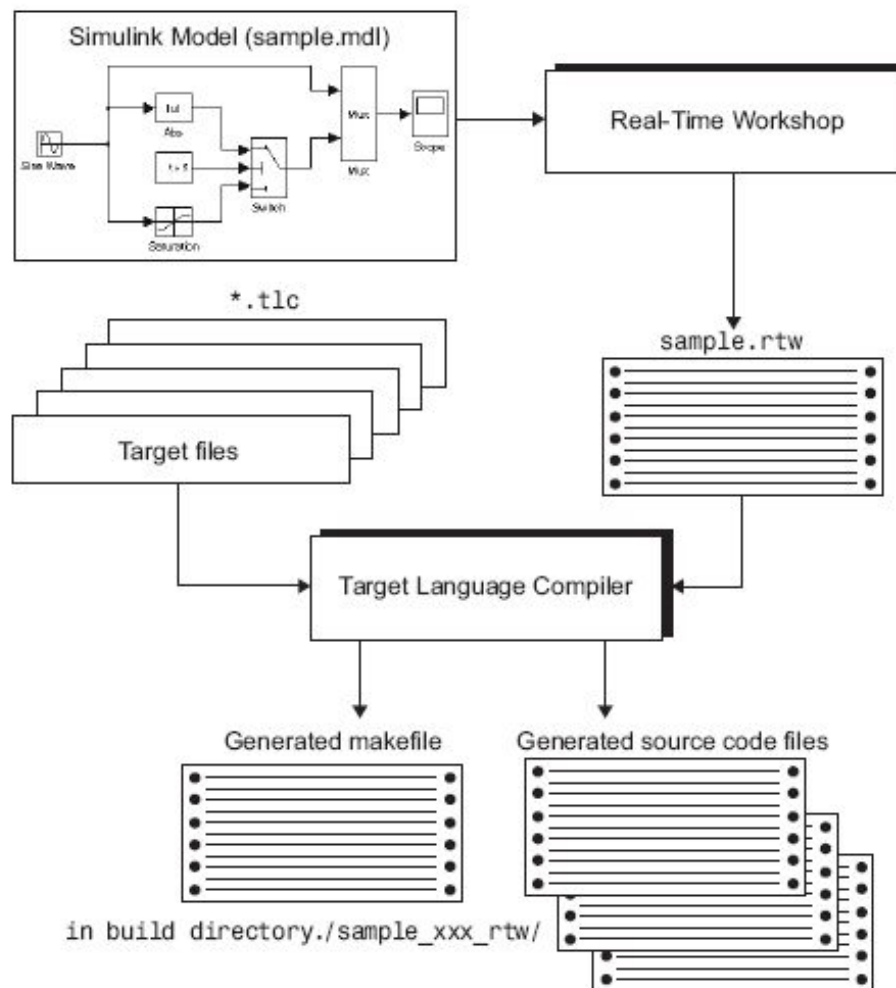 Simulink Model (sample.mdl)
|u|
Abs
Sine Wave
Saturation
Switch
Mux
Mux
Scope
Real-Time Workshop
*.tlc
Target files
sample.rtw
Target Language Compiler
Generated makefile
Generated source code files
in build directory./sample_xxx_rtw/